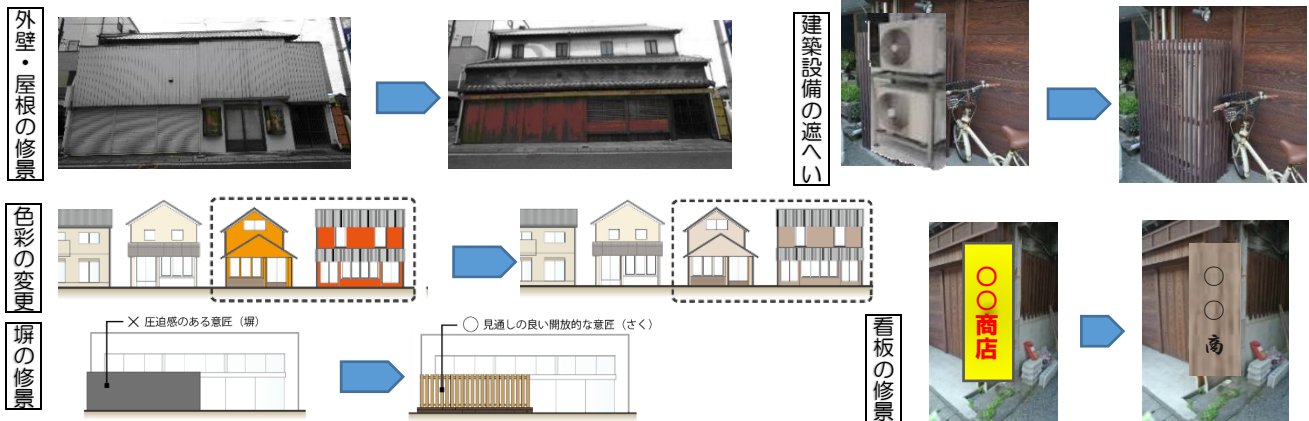 外壁・屋根の修景
建築設備の遮へい
色彩の変更
塀の修景
× 圧迫感のある意匠（塀）
○ 見通しの良い開放的な意匠（さく）
看板の修景
○○商店
○○商